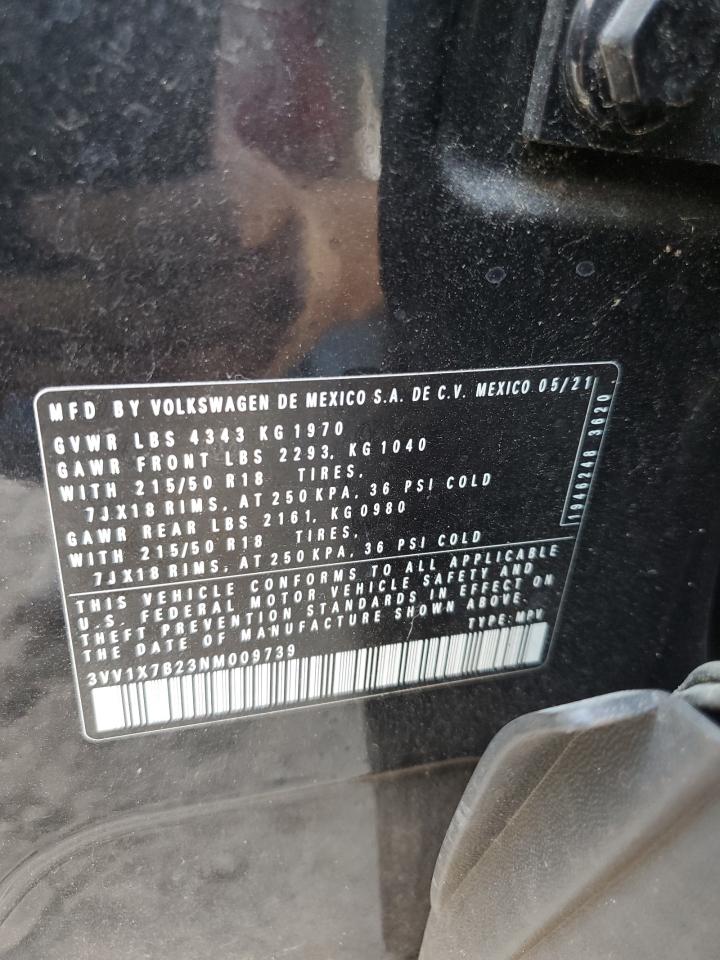 MFD BY VOLKSWAGEN DE MEXICO S.A. DE C.V. MEXICO 05/21
GVWR LBS 4343 KG 1970
GAWR FRONT LBS 2293, KG 1040
WITH 215/50 R18 TIRES,
7JX18 RIMS, AT 250 KPA, 36 PSI COLD
GAWR REAR LBS 2161, KG 0980
WITH 215/50 R18 TIRES,
7JX18 RIMS, AT 250 KPA, 36 PSI COLD
1946248 3620
THIS VEHICLE CONFORMS TO ALL APPLICABLE
U.S. FEDERAL MOTOR VEHICLE SAFETY AND
THEFT PREVENTION STANDARDS IN EFFECT ON
THE DATE OF MANUFACTURE SHOWN ABOVE.
TYPE: MPV
3VV1X7B23NM009739